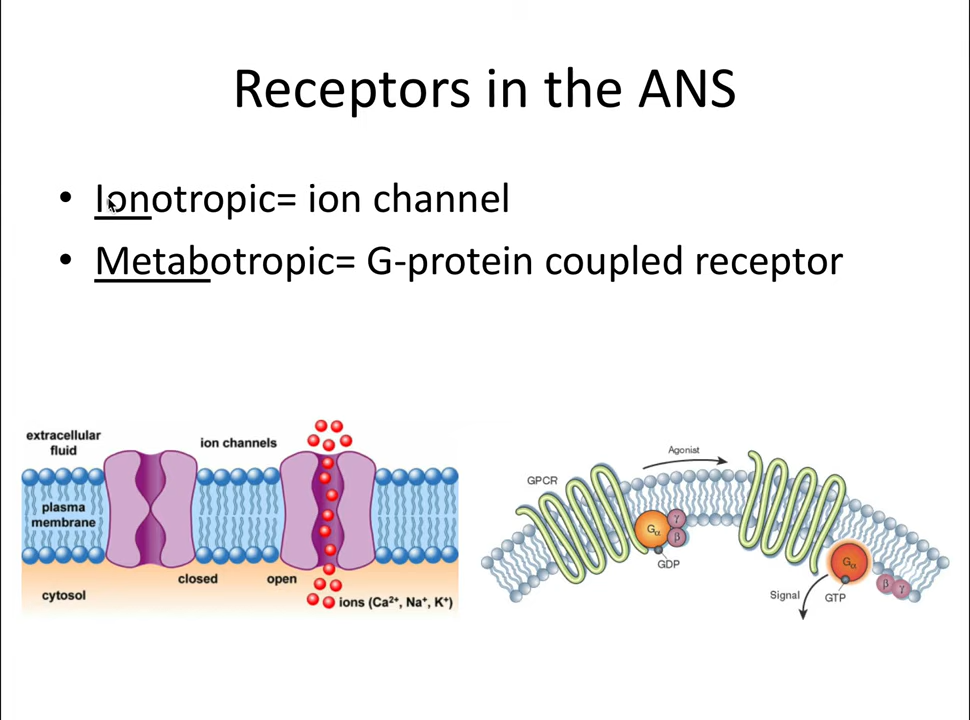 Receptors in the ANS
• Ionotropic= ion channel
• Metabotropic= G-protein coupled receptor
extracellular
fluid
ion channels
plasma
membrane
closed
open
cytosol
ions (Ca²⁺, Na⁺, K⁺)
Agonist
GPCR
Gα
γ
β
GDP
Gα
β
γ
Signal
GTP